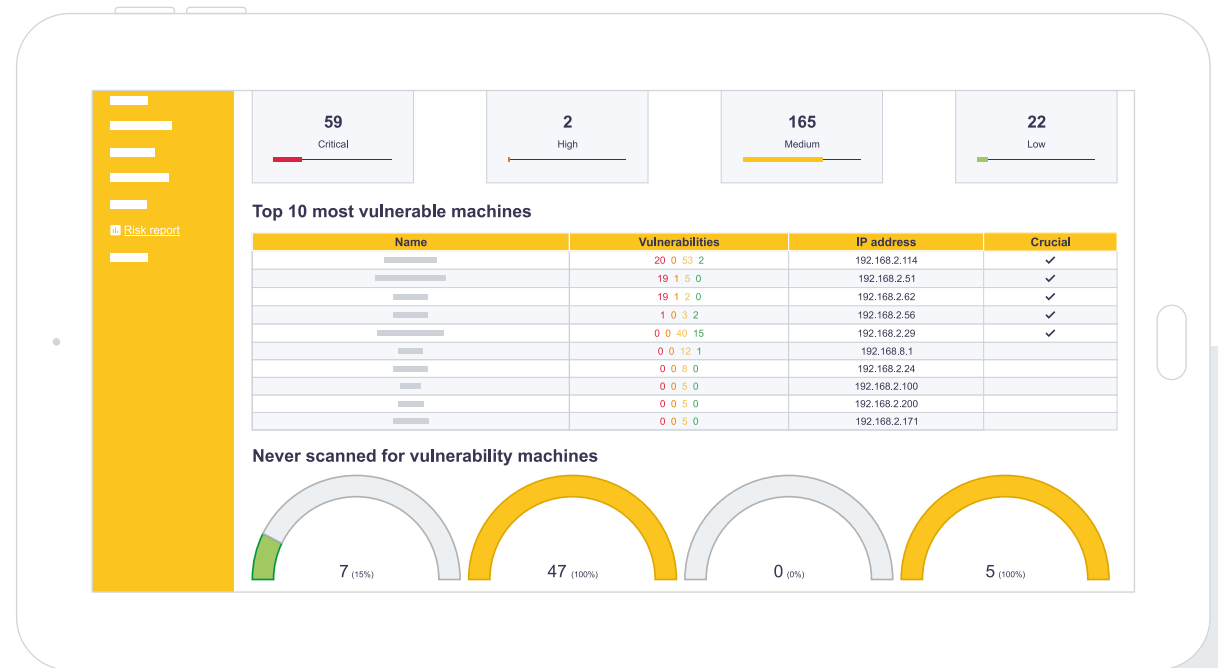 59
Critical
2
High
165
Medium
22
Low
Risk report
Top 10 most vulnerable machines
Name Vulnerabilities IP address Crucial
20 0 53 2 192.168.2.114
19 1 5 0 192.168.2.51
19 1 2 0 192.168.2.62
1 0 3 2 192.168.2.56
0 0 40 15 192.168.2.29
0 0 12 1 192.168.8.1
0 0 8 0 192.168.2.24
0 0 5 0 192.168.2.100
0 0 5 0 192.168.2.200
0 0 5 0 192.168.2.171
Never scanned for vulnerability machines
7 (15%)
47 (100%)
0 (0%)
5 (100%)